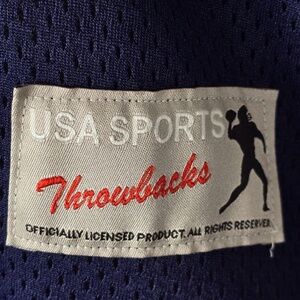 USA SPORTS
Throwbacks
OFFICIALLY LICENSED PRODUCT. ALL RIGHTS RESERVED